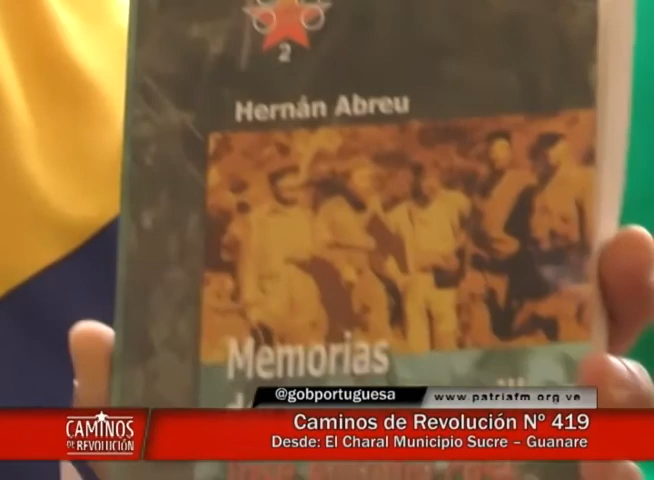 2
Hernán Abreu
Memorias
@gobportuguesa
www.patriafm.org.ve
CAMINOS
DE REVOLUCIÓN
Caminos de Revolución Nº 419
Desde: El Charal Municipio Sucre – Guanare